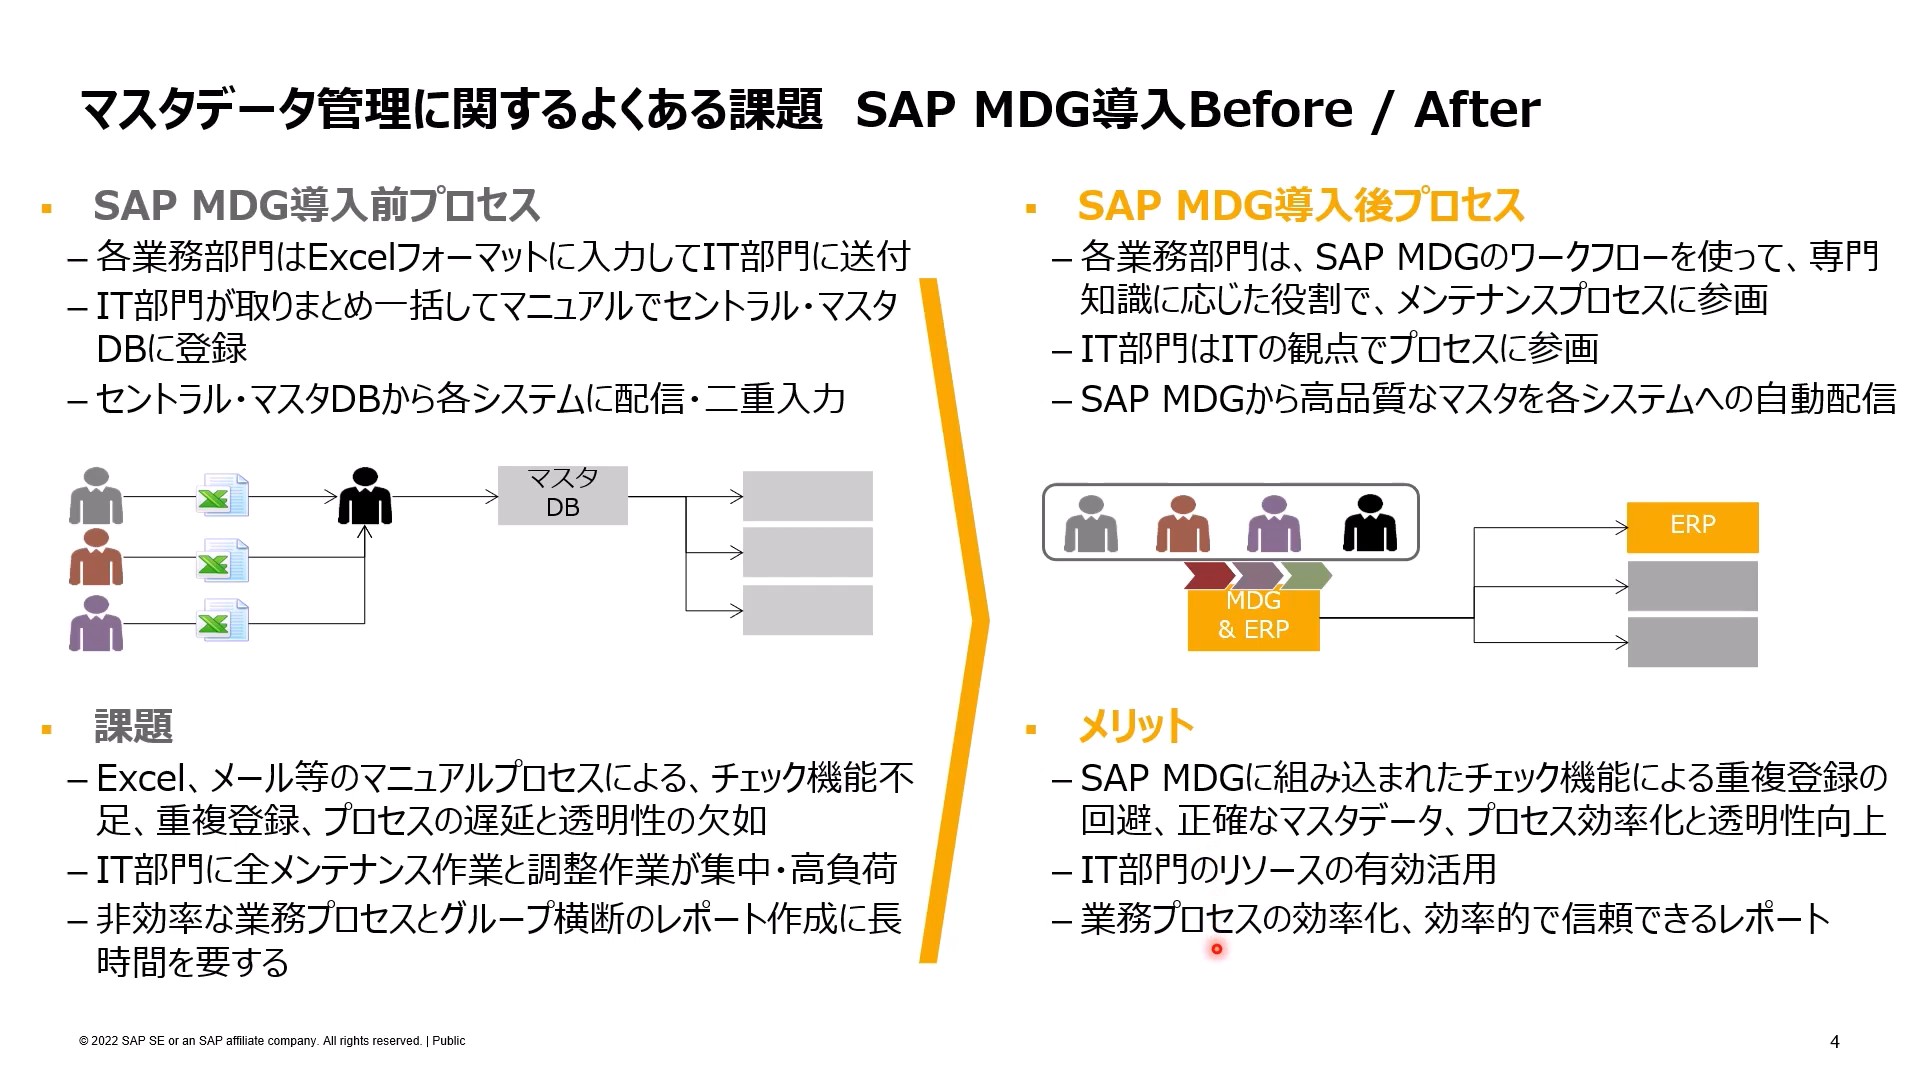 マスタデータ管理に関するよくある課題 SAP MDG導入Before / After
▪ SAP MDG導入前プロセス
– 各業務部門はExcelフォーマットに入力してIT部門に送付
– IT部門が取りまとめ一括してマニュアルでセントラル・マスタ
DBに登録
– セントラル・マスタDBから各システムに配信・二重入力
マスタ
DB
▪ 課題
– Excel、メール等のマニュアルプロセスによる、チェック機能不
足、重複登録、プロセスの遅延と透明性の欠如
– IT部門に全メンテナンス作業と調整作業が集中・高負荷
– 非効率な業務プロセスとグループ横断のレポート作成に長
時間を要する
▪ SAP MDG導入後プロセス
– 各業務部門は、SAP MDGのワークフローを使って、専門
知識に応じた役割で、メンテナンスプロセスに参画
– IT部門はITの観点でプロセスに参画
– SAP MDGから高品質なマスタを各システムへの自動配信
MDG
& ERP
ERP
▪ メリット
– SAP MDGに組み込まれたチェック機能による重複登録の
回避、正確なマスタデータ、プロセス効率化と透明性向上
– IT部門のリソースの有効活用
– 業務プロセスの効率化、効率的で信頼できるレポート
© 2022 SAP SE or an SAP affiliate company. All rights reserved. | Public
4